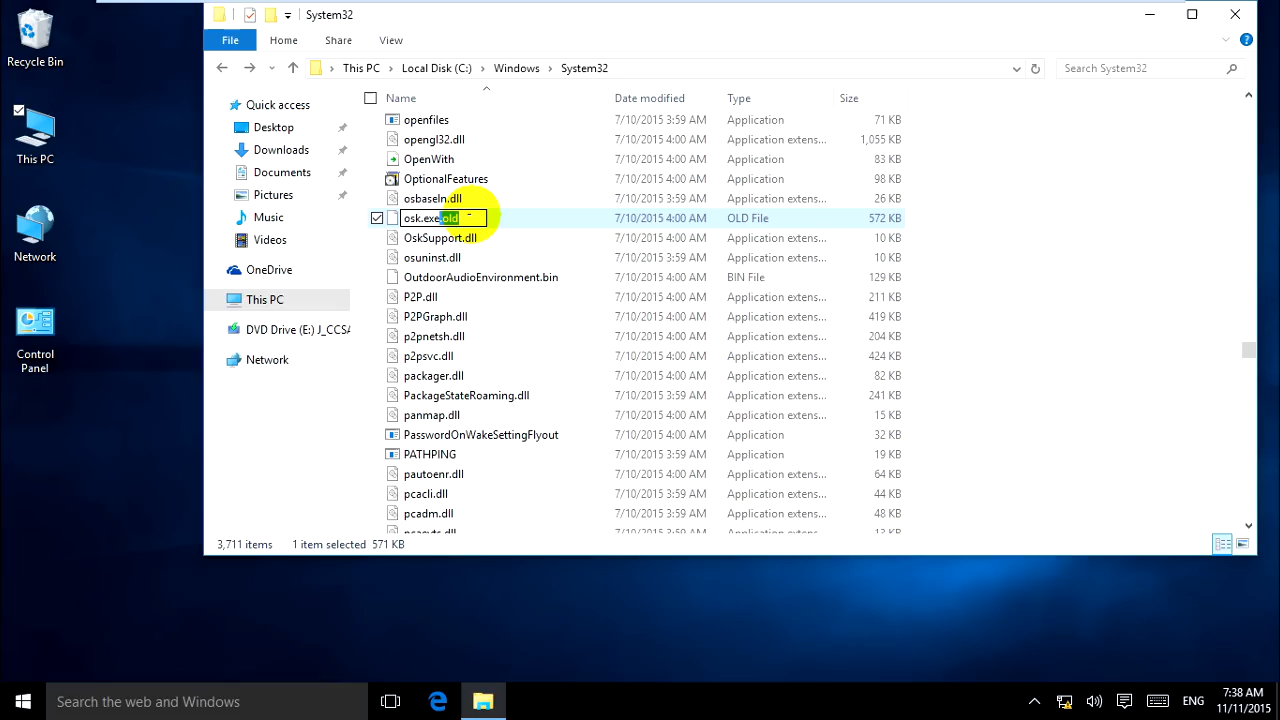 Recycle Bin
This PC
Network
Control
Panel
System32
File
Home
Share
View
This PC
Local Disk (C:)
Windows
System32
Search System32
Quick access
Desktop
Downloads
Documents
Pictures
Music
Videos
OneDrive
This PC
DVD Drive (E:) J_CCSA
Network
Name Date modified Type Size
openfiles 7/10/2015 3:59 AM Application 71 KB
opengl32.dll 7/10/2015 4:00 AM Application extens... 1,055 KB
OpenWith 7/10/2015 4:00 AM Application 83 KB
OptionalFeatures 7/10/2015 4:00 AM Application 98 KB
osbaseln.dll 7/10/2015 3:59 AM Application extens... 26 KB
osk.exe.old 7/10/2015 4:00 AM OLD File 572 KB
OskSupport.dll 7/10/2015 4:00 AM Application extens... 10 KB
osuninst.dll 7/10/2015 3:59 AM Application extens... 10 KB
OutdoorAudioEnvironment.bin 7/10/2015 4:00 AM BIN File 129 KB
P2P.dll 7/10/2015 4:00 AM Application extens... 211 KB
P2PGraph.dll 7/10/2015 4:00 AM Application extens... 419 KB
p2pnetsh.dll 7/10/2015 4:00 AM Application extens... 204 KB
p2psvc.dll 7/10/2015 4:00 AM Application extens... 424 KB
packager.dll 7/10/2015 4:00 AM Application extens... 82 KB
PackageStateRoaming.dll 7/10/2015 3:59 AM Application extens... 241 KB
panmap.dll 7/10/2015 4:00 AM Application extens... 15 KB
PasswordOnWakeSettingFlyout 7/10/2015 4:00 AM Application 32 KB
PATHPING 7/10/2015 4:00 AM Application 19 KB
pautoenr.dll 7/10/2015 4:00 AM Application extens... 64 KB
pcacli.dll 7/10/2015 3:59 AM Application extens... 44 KB
pcadm.dll 7/10/2015 3:59 AM Application extens... 48 KB
3,711 items 1 item selected 571 KB
Search the web and Windows
ENG
7:38 AM
11/11/2015